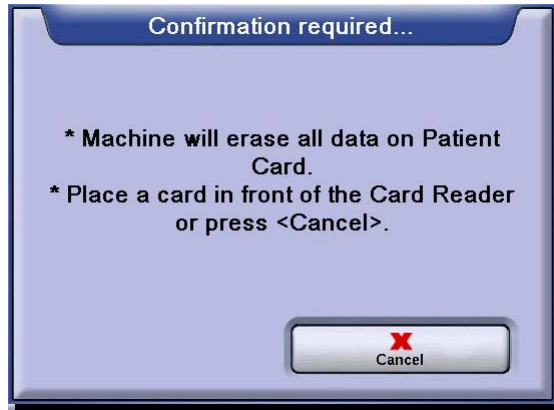 Confirmation required...
* Machine will erase all data on Patient
Card.
* Place a card in front of the Card Reader
or press <Cancel>.
X
Cancel